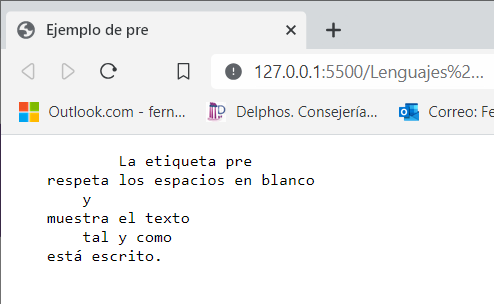 Ejemplo de pre
127.0.0.1:5500/Lenguajes%2...
Outlook.com - fern... Delphos. Consejería... Correo: Fe
La etiqueta pre
respeta los espacios en blanco
y
muestra el texto
tal y como
está escrito.